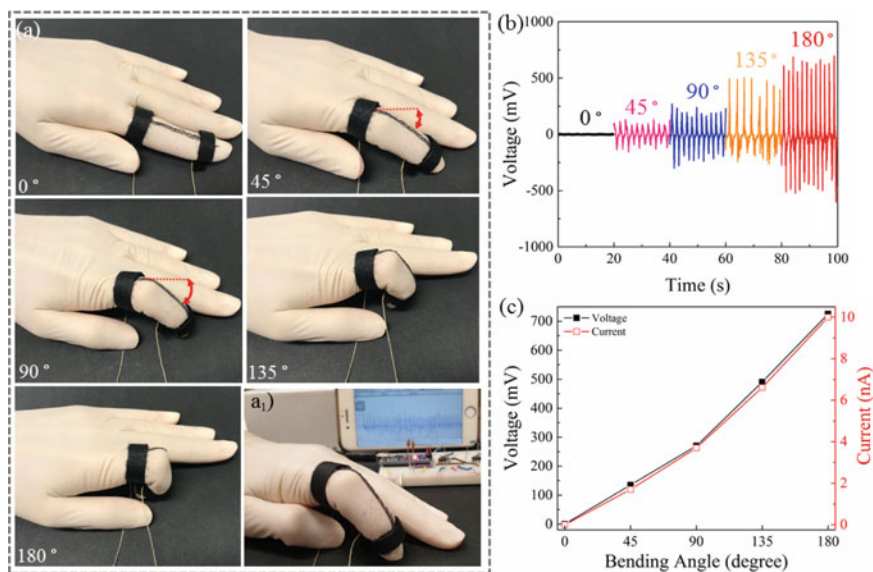 (a)
0°
45°
90°
135°
180°
a₁)
(b)
1000
500
0
-500
-1000
Voltage (mV)
0°
45°
90°
135°
180°
0 20 40 60 80 100
Time (s)
(c)
Voltage
Current
700
600
500
400
300
200
100
0
Voltage (mV)
10
8
6
4
2
0
Current (nA)
0 45 90 135 180
Bending Angle (degree)